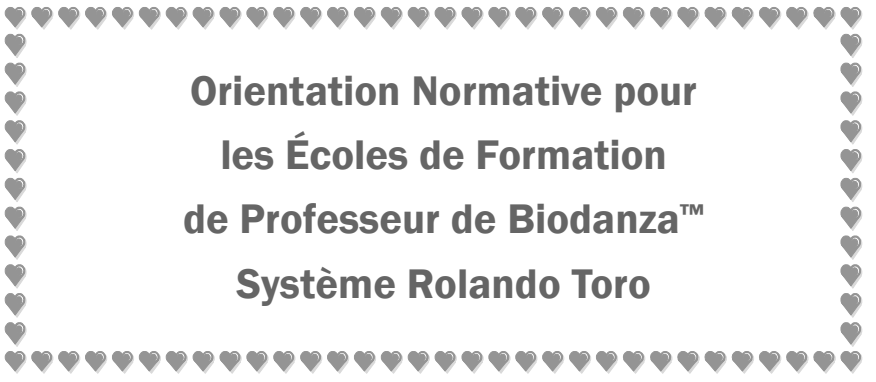 Orientation Normative pour
les Écoles de Formation
de Professeur de Biodanza™
Système Rolando Toro